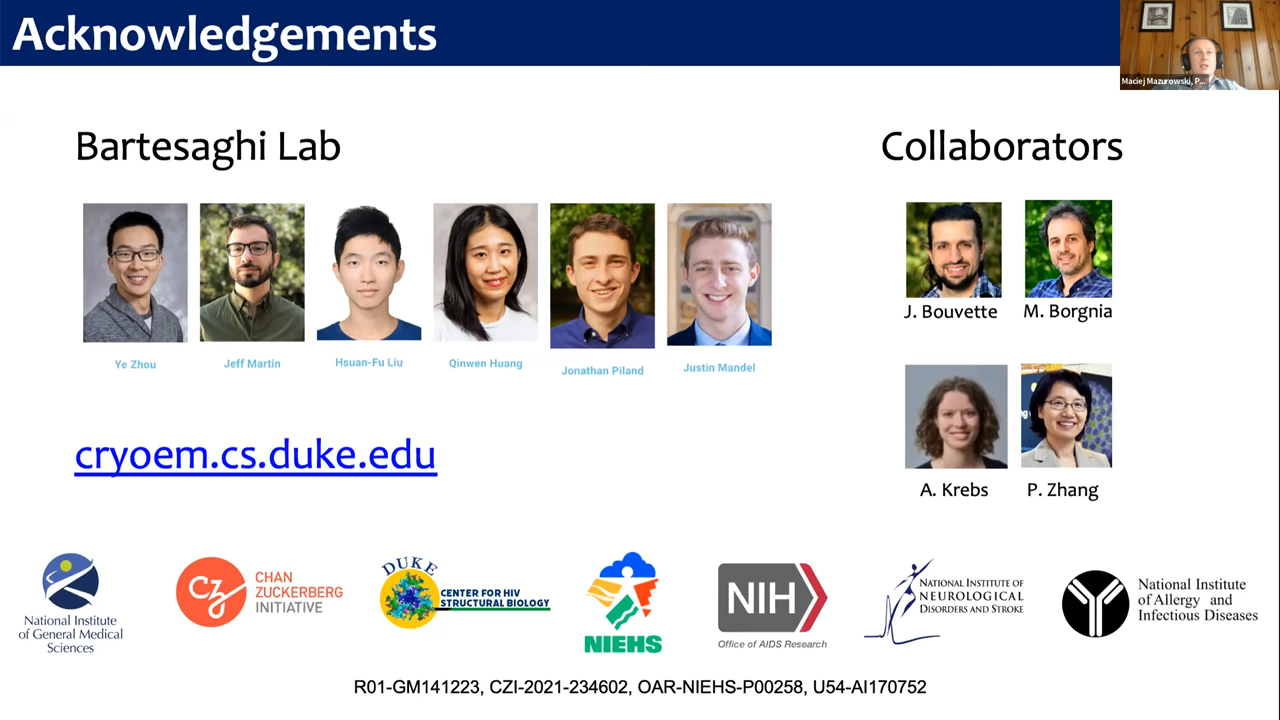 Acknowledgements
Maciej Mazurowski, P...
Bartesaghi Lab
Collaborators
Ye Zhou
Jeff Martin
Hsuan-Fu Liu
Qinwen Huang
Jonathan Piland
Justin Mandel
J. Bouvette
M. Borgnia
A. Krebs
P. Zhang
cryoem.cs.duke.edu
National Institute
of General Medical
Sciences
CZ
CHAN
ZUCKERBERG
INITIATIVE
DUKE
CENTER FOR HIV
STRUCTURAL BIOLOGY
NIEHS
NIH
Office of AIDS Research
NATIONAL INSTITUTE OF
NEUROLOGICAL
DISORDERS AND STROKE
National Institute
of Allergy and
Infectious Diseases
R01-GM141223, CZI-2021-234602, OAR-NIEHS-P00258, U54-AI170752